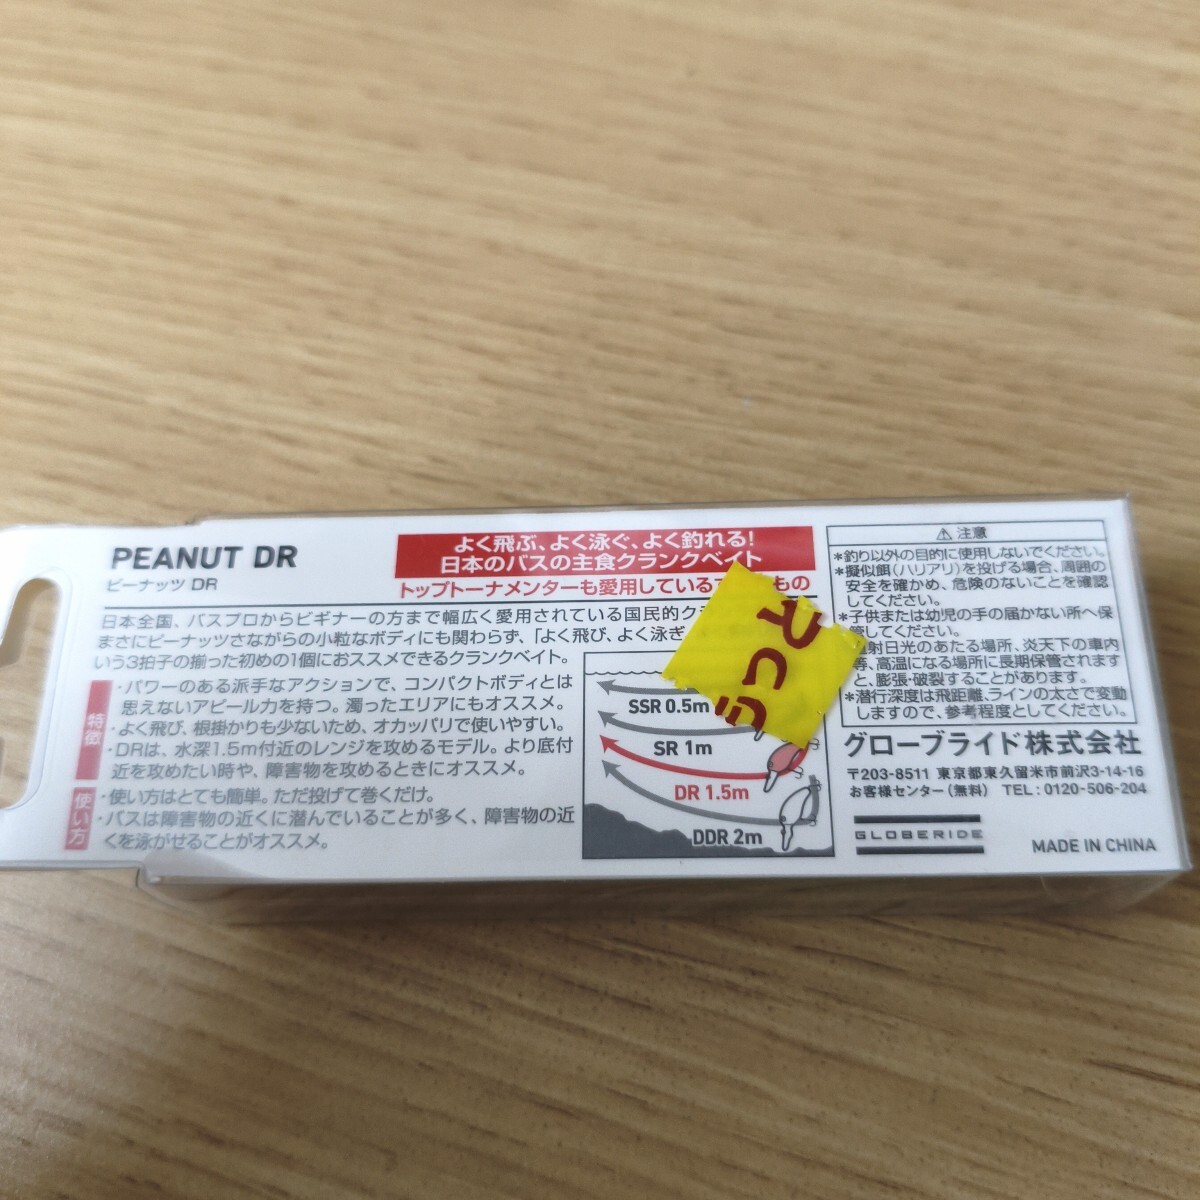 PEANUT DR
ピーナッツ DR
よく飛ぶ、よく泳ぐ、よく釣れる!
日本のバスの主食クランクベイト
トップトーナメンターも愛用している
もの
日本全国、バスプロからビギナーの方まで幅広く愛用されている国民的ク
まさにピーナッツさながらの小粒なボディにも関わらず、「よく飛び、よく泳ぎ
いう3拍子の揃った初めの1個におススメできるクランクベイト。
特徴
・パワーのある派手なアクションで、コンパクトボディとは
思えないアピール力を持つ。濁ったエリアにもオススメ。
・よく飛び、根掛かりも少ないため、オカッパリで使いやすい。
・DRは、水深1.5m付近のレンジを攻めるモデル。より底付
近を攻めたい時や、障害物を攻めるときにオススメ。
使い方
・使い方はとても簡単。ただ投げて巻くだけ。
・バスは障害物の近くに潜んでいることが多く、障害物の近
くを泳がせることがオススメ。
SSR 0.5m
SR 1m
DR 1.5m
DDR 2m
うっと
⚠注意
*釣り以外の目的に使用しないでください。
*擬似餌(ハリアリ)を投げる場合、周囲の
安全を確かめ、危険のないことを確認
してください。
*子供または幼児の手の届かない所へ保
管してください。
射日光のあたる場所、炎天下の車内
等、高温になる場所に長期保管されます
と、膨張・破裂することがあります。
*潜行深度は飛距離、ラインの太さで変動
しますので、参考程度としてください。
グローブライド株式会社
〒203-8511 東京都東久留米市前沢3-14-16
お客様センター(無料) TEL:0120-506-204
GLOBERIDE
MADE IN CHINA